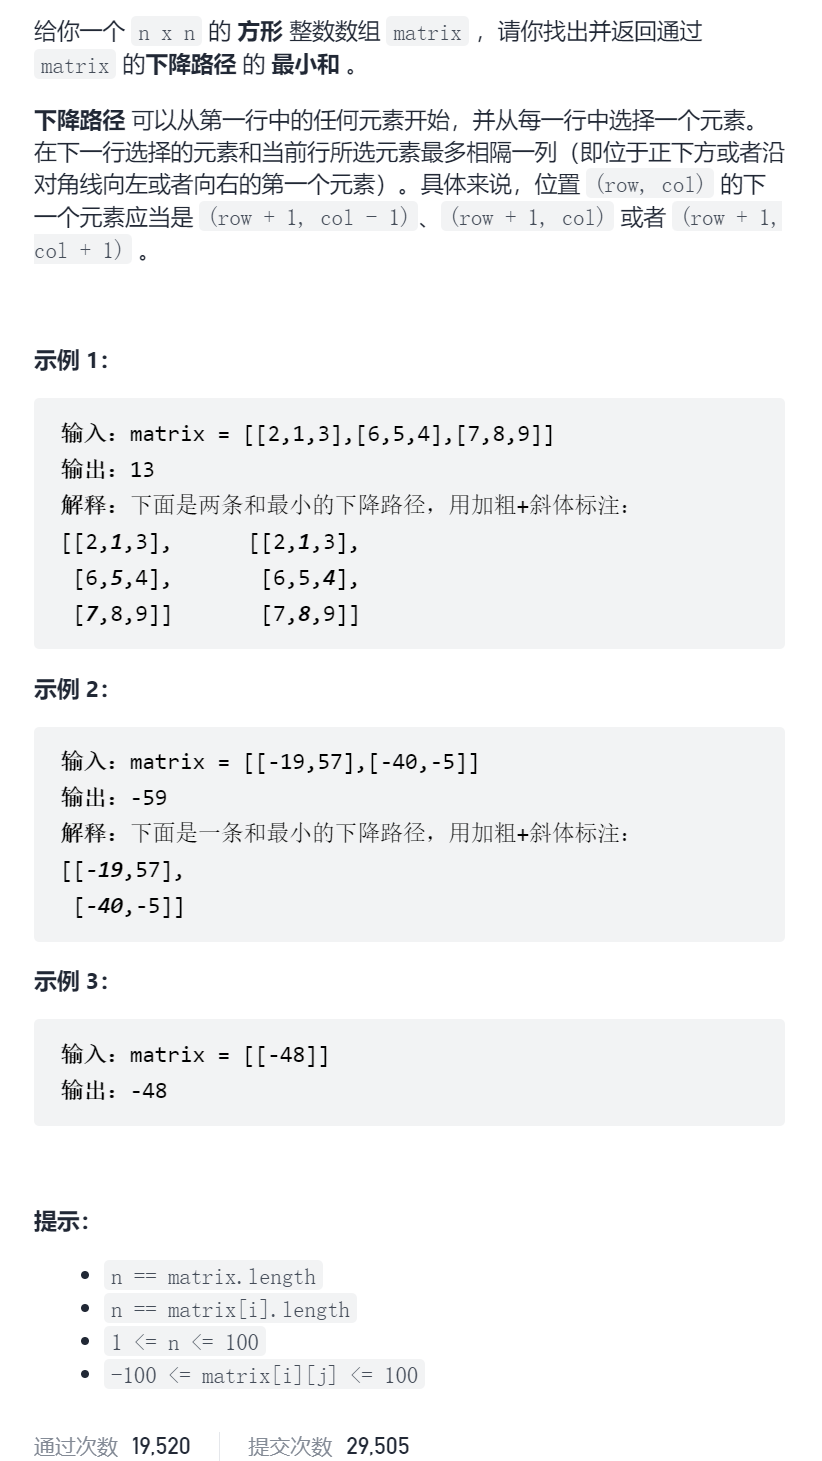 给你一个 n x n 的 方形 整数数组 matrix ，请你找出并返回通过
matrix 的下降路径 的 最小和 。
下降路径 可以从第一行中的任何元素开始，并从每一行中选择一个元素。
在下一行选择的元素和当前行所选元素最多相隔一列（即位于正下方或者沿
对角线向左或者向右的第一个元素）。具体来说，位置 (row, col) 的下
一个元素应当是 (row + 1, col - 1)、(row + 1, col) 或者 (row + 1,
col + 1) 。
示例 1：
输入：matrix = [[2,1,3],[6,5,4],[7,8,9]]
输出：13
解释：下面是两条和最小的下降路径，用加粗+斜体标注：
[[2,1,3],      [[2,1,3],
 [6,5,4],       [6,5,4],
 [7,8,9]]       [7,8,9]]
示例 2：
输入：matrix = [[-19,57],[-40,-5]]
输出：-59
解释：下面是一条和最小的下降路径，用加粗+斜体标注：
[[-19,57],
 [-40,-5]]
示例 3：
输入：matrix = [[-48]]
输出：-48
提示：
• n == matrix.length
• n == matrix[i].length
• 1 <= n <= 100
• -100 <= matrix[i][j] <= 100
通过次数 19,520 提交次数 29,505